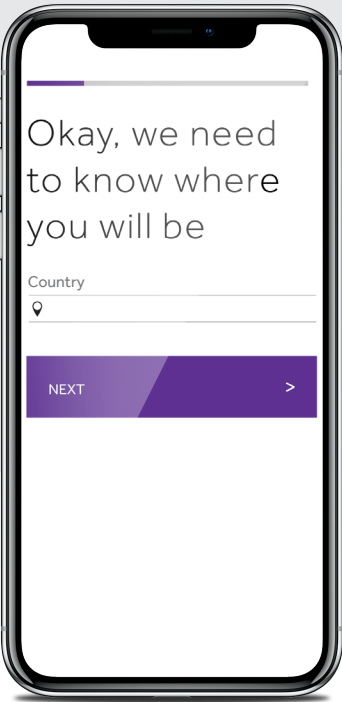 Okay, we need
to know where
you will be
Country
NEXT >